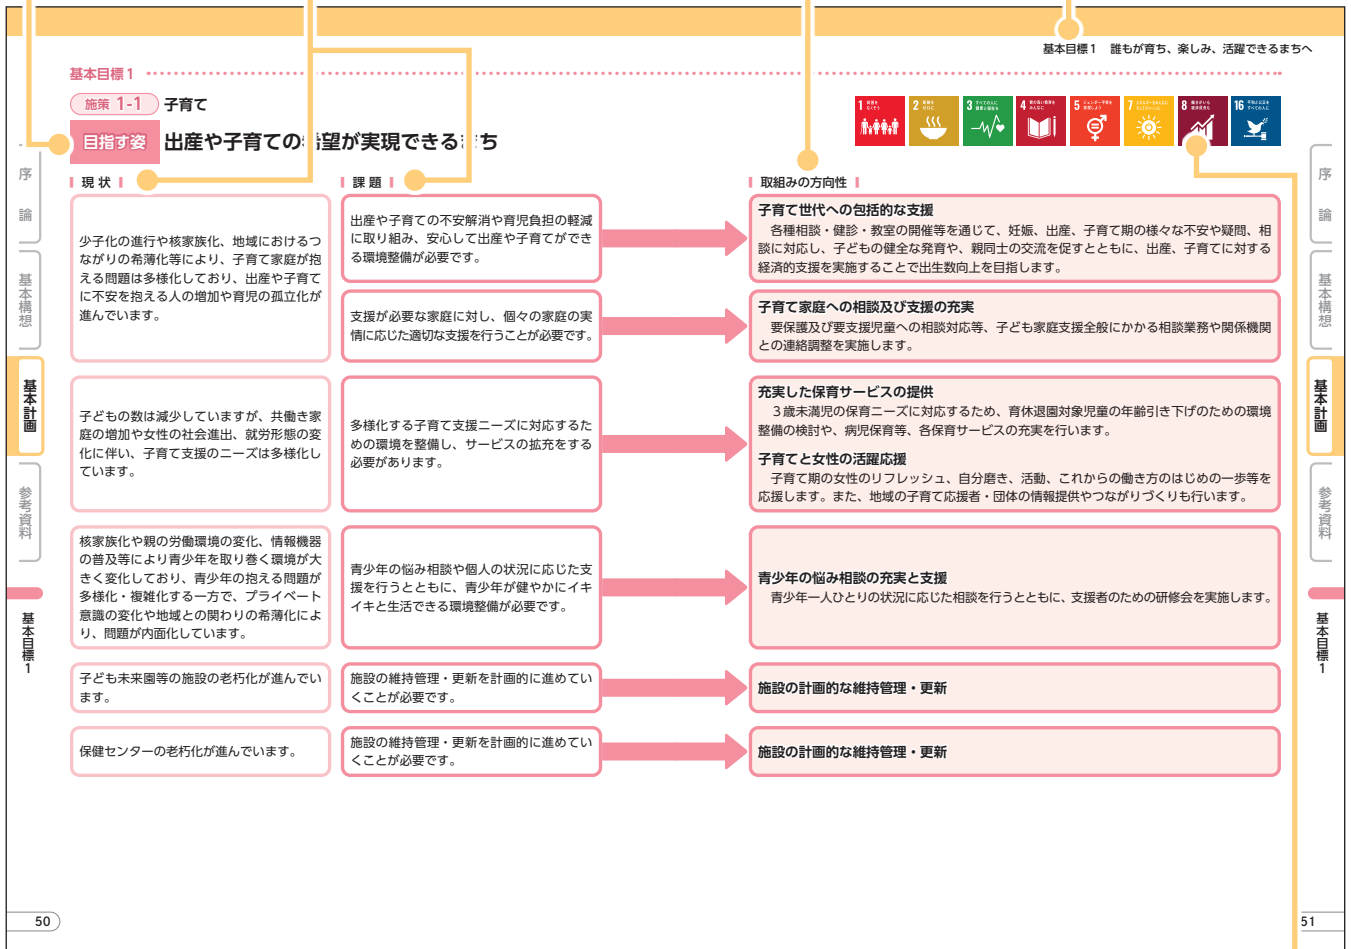 基本目標1 誰もが育ち、楽しみ、活躍できるまちへ
基本目標1
施策 1-1 子育て
目指す姿 出産や子育ての希望が実現できるまち
1
2
3 すべての人に
4
5
7
8
16
現状
課題
取組みの方向性
少子化の進行や核家族化、地域におけるつ
ながりの希薄化等により、子育て家庭が抱
える問題は多様化しており、出産や子育て
に不安を抱える人の増加や育児の孤立化が
進んでいます。
出産や子育ての不安解消や育児負担の軽減
に取り組み、安心して出産や子育てができ
る環境整備が必要です。
子育て世代への包括的な支援
各種相談・健診・教室の開催等を通じて、妊娠、出産、子育て期の様々な不安や疑問、相
談に対応し、子どもの健全な発育や、親同士の交流を促すとともに、出産、子育てに対する
経済的支援を実施することで出生数向上を目指します。
支援が必要な家庭に対し、個々の家庭の実
情に応じた適切な支援を行うことが必要です。
子育て家庭への相談及び支援の充実
要保護及び要支援児童への相談対応等、子ども家庭支援全般にかかる相談業務や関係機関
との連絡調整を実施します。
子どもの数は減少していますが、共働き家
庭の増加や女性の社会進出、就労形態の変
化に伴い、子育て支援のニーズは多様化し
ています。
多様化する子育て支援ニーズに対応するた
めの環境を整備し、サービスの拡充をする
必要があります。
充実した保育サービスの提供
3歳未満児の保育ニーズに対応するため、育休退園対象児童の年齢引き下げのための環境
整備の検討や、病児保育等、各保育サービスの充実を行います。
子育てと女性の活躍応援
子育て期の女性のリフレッシュ、自分磨き、活動、これからの働き方のはじめの一歩等を
応援します。また、地域の子育て応援者・団体の情報提供やつながりづくりも行います。
核家族化や親の労働環境の変化、情報機器
の普及等により青少年を取り巻く環境が大
きく変化しており、青少年の抱える問題が
多様化・複雑化する一方で、プライベート
意識の変化や地域との関わりの希薄化によ
り、問題が内面化しています。
青少年の悩み相談や個人の状況に応じた支
援を行うとともに、青少年が健やかにイキ
イキと生活できる環境整備が必要です。
青少年の悩み相談の充実と支援
青少年一人ひとりの状況に応じた相談を行うとともに、支援者のための研修会を実施します。
子ども未来園等の施設の老朽化が進んでい
ます。
施設の維持管理・更新を計画的に進めてい
くことが必要です。
施設の計画的な維持管理・更新
保健センターの老朽化が進んでいます。
施設の維持管理・更新を計画的に進めてい
くことが必要です。
施設の計画的な維持管理・更新
序論
基本構想
基本計画
参考資料
基本目標1
序論
基本構想
基本計画
参考資料
基本目標1
50
51